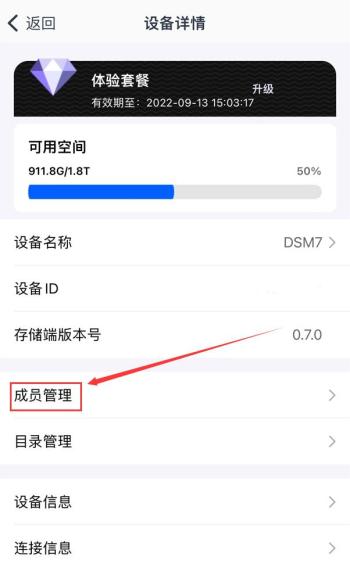 返回
设备详情
体验套餐
升级
有效期至：2022-09-13 15:03:17
可用空间
911.8G/1.8T
50%
设备名称
DSM7
设备ID
存储端版本号
0.7.0
成员管理
目录管理
设备信息
连接信息